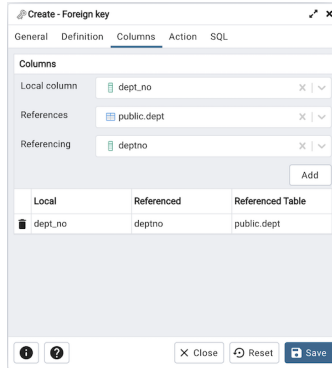 Create - Foreign key
General Definition Columns Action SQL
Columns
Local column dept_no
References public.dept
Referencing deptno
Add
Local Referenced Referenced Table
dept_no deptno public.dept
Close Reset Save